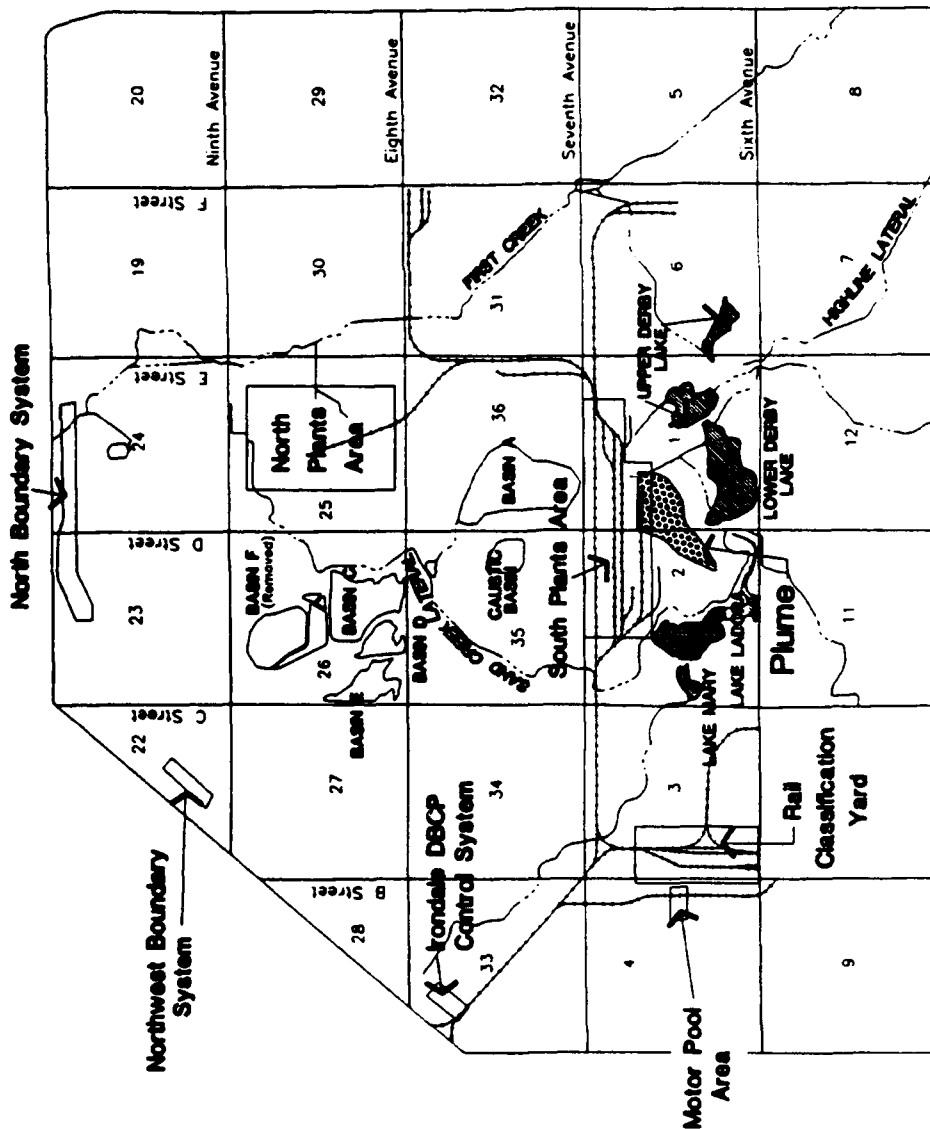 North Boundary System
Northwest Boundary
System
Irondale DBCP
Control System
Motor Pool
Area
Rail
Classification
Yard
Plume
South Plants Area
North
Plants
Area
BASIN F
(Removed)
BASIN C
BASIN D
BASIN E
BASIN A
CAUSTIC
BASIN
SAND CREEK LATERAL
FIRST CREEK
HIGHLINE LATERAL
UPPER DERBY
LAKE
LOWER DERBY
LAKE
LAKE LADORA
LAKE MARY
Ninth Avenue
Eighth Avenue
Seventh Avenue
Sixth Avenue
B Street
C Street
D Street
E Street
F Street
22
23
24
19
20
28
27
26
25
30
29
33
34
35
36
31
32
4
3
2
1
6
5
9
11
12
7
8